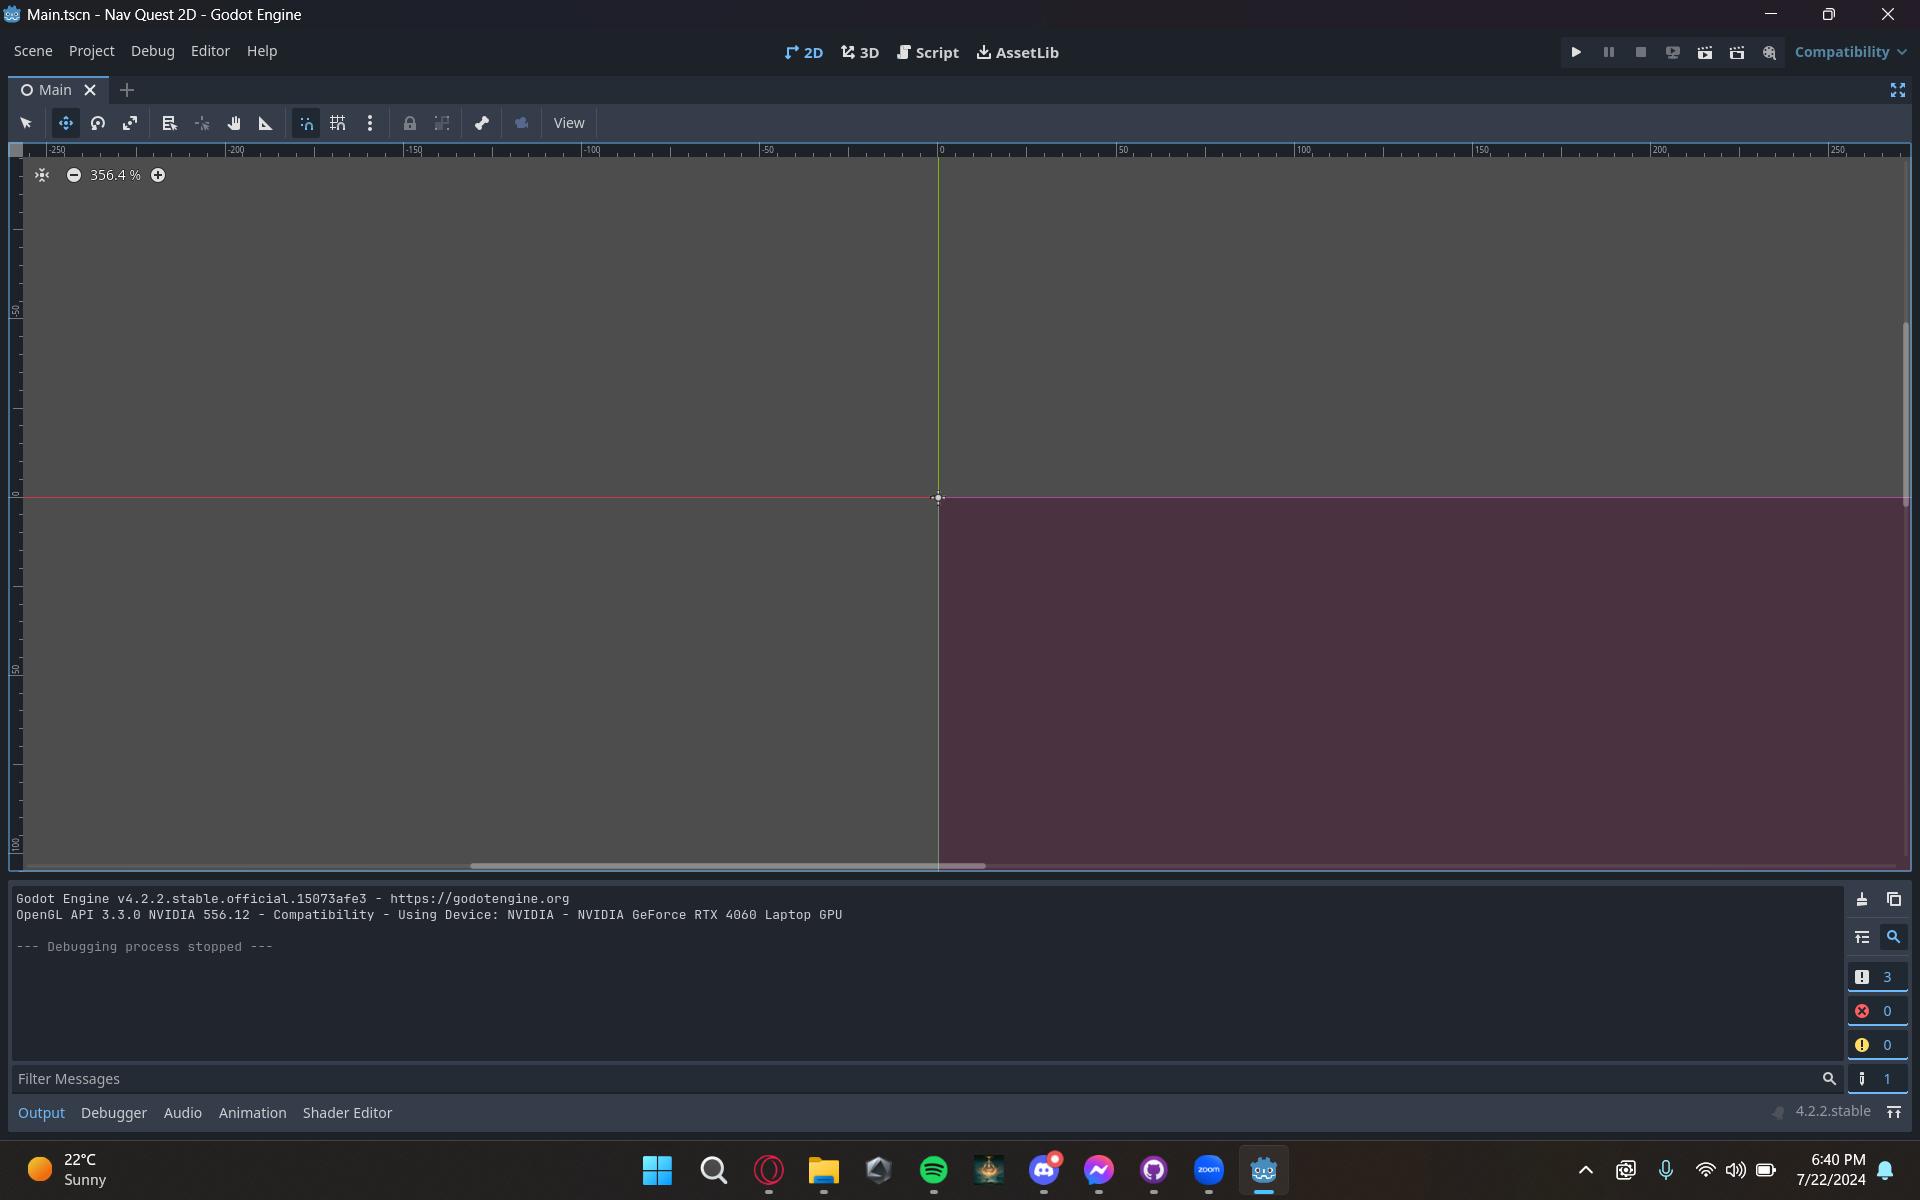 Main.tscn - Nav Quest 2D - Godot Engine
Scene Project Debug Editor Help
2D 3D Script AssetLib
Compatibility
Main
View
-250 -200 -150 -100 -50 0 50 100 150 200 250
356.4 %
-50
0
50
100
Godot Engine v4.2.2.stable.official.15073afe3 - https://godotengine.org
OpenGL API 3.3.0 NVIDIA 556.12 - Compatibility - Using Device: NVIDIA - NVIDIA GeForce RTX 4060 Laptop GPU
--- Debugging process stopped ---
3
0
0
1
Filter Messages
Output Debugger Audio Animation Shader Editor
4.2.2.stable
22°C
Sunny
zoom
6:40 PM
7/22/2024